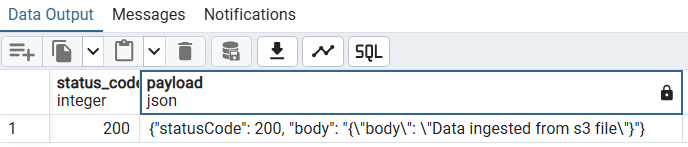 Data Output Messages Notifications
SQL
status_code payload
integer json
1 200 {"statusCode": 200, "body": "{\"body\": \"Data ingested from s3 file\"}"}